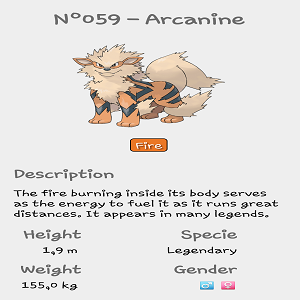 Nº059 – Arcanine
Fire
Description
The fire burning inside its body serves
as the energy to fuel it as it runs great
distances. It appears in many legends.
Height
Specie
1,9 m
Legendary
Weight
Gender
155,0 kg